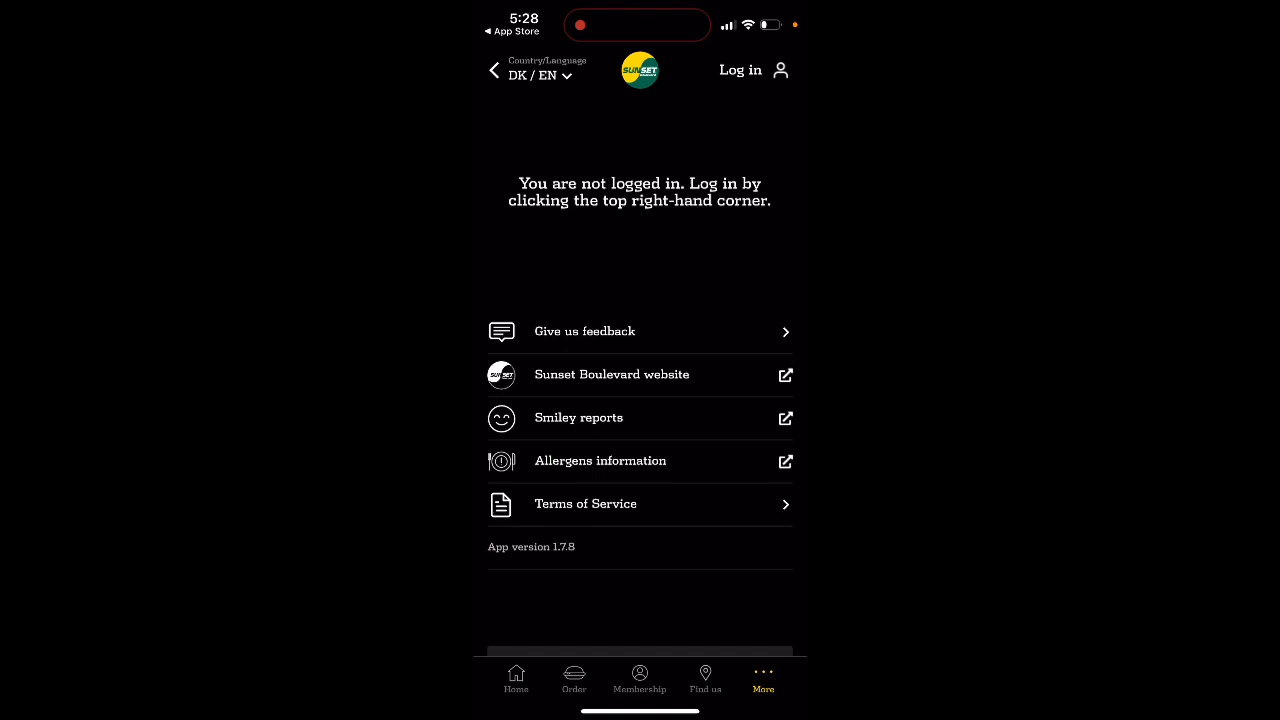 5:28
App Store
Country/Language
DK / EN
SUNSET
Log in
You are not logged in. Log in by
clicking the top right-hand corner.
Give us feedback
SUNSET
Sunset Boulevard website
Smiley reports
Allergens information
Terms of Service
App version 1.7.8
Home
Order
Membership
Find us
More